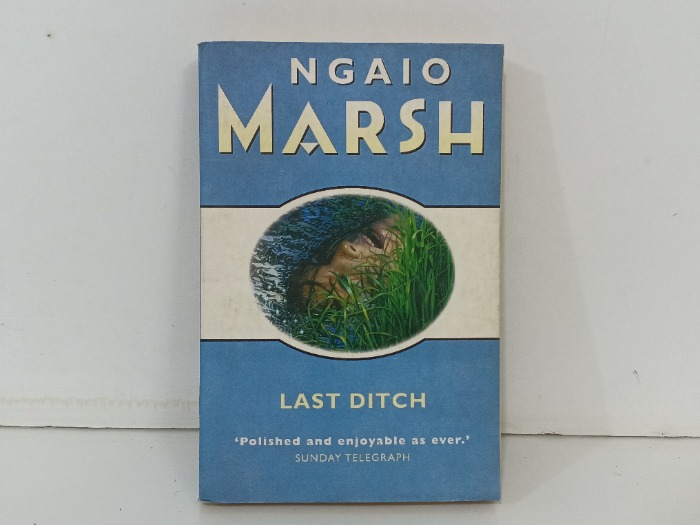 NGAIO
MARSH
LAST DITCH
‘Polished and enjoyable as ever.’
SUNDAY TELEGRAPH